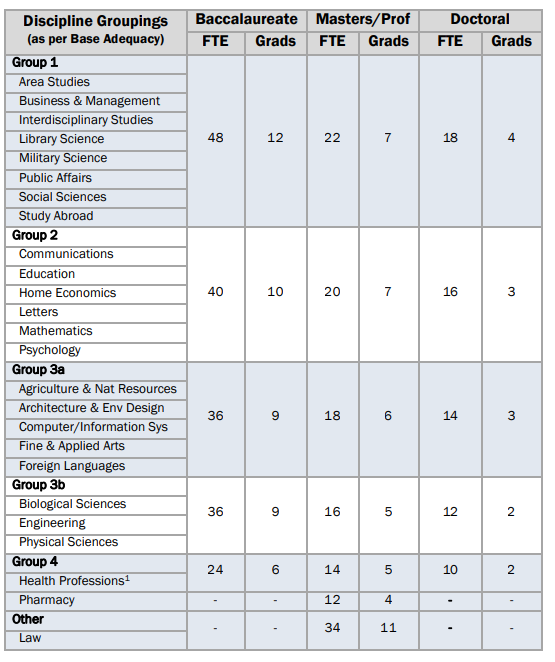 Discipline Groupings Baccalaureate Masters/Prof Doctoral
(as per Base Adequacy) FTE Grads FTE Grads FTE Grads
Group 1
Area Studies
Business & Management
Interdisciplinary Studies
Library Science 48 12 22 7 18 4
Military Science
Public Affairs
Social Sciences
Study Abroad
Group 2
Communications
Education
Home Economics 40 10 20 7 16 3
Letters
Mathematics
Psychology
Group 3a
Agriculture & Nat Resources
Architecture & Env Design 36 9 18 6 14 3
Computer/Information Sys
Fine & Applied Arts
Foreign Languages
Group 3b
Biological Sciences 36 9 16 5 12 2
Engineering
Physical Sciences
Group 4 24 6 14 5 10 2
Health Professions¹
Pharmacy - - 12 4 - -
Other - - 34 11 - -
Law